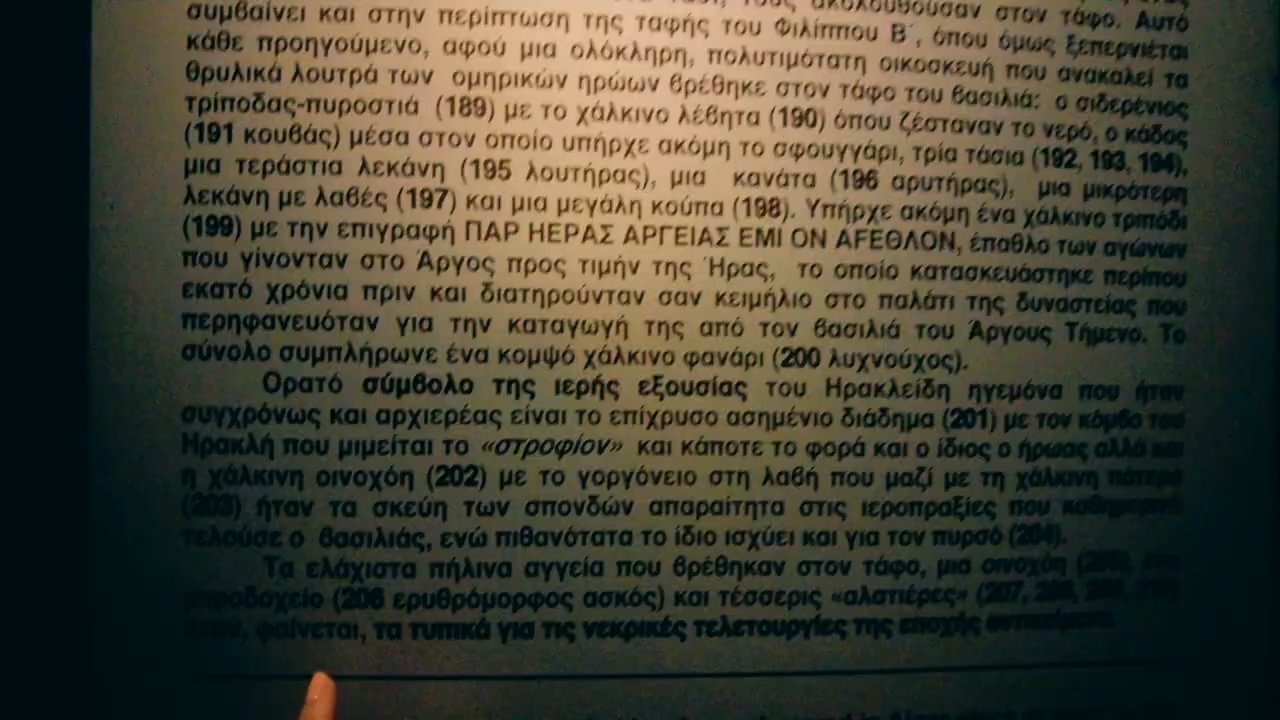 τους ακολουθούσαν στον τάφο. Αυτό
συμβαίνει και στην περίπτωση της ταφής του Φιλίππου Β΄, όπου όμως ξεπερνιέται
κάθε προηγούμενο, αφού μια ολόκληρη, πολυτιμότατη οικοσκευή που ανακαλεί τα
θρυλικά λουτρά των ομηρικών ηρώων βρέθηκε στον τάφο του βασιλιά: ο σιδερένιος
τρίποδας-πυροστιά (189) με το χάλκινο λέβητα (190) όπου ζέσταναν το νερό, ο κάδος
(191 κουβάς) μέσα στον οποίο υπήρχε ακόμη το σφουγγάρι, τρία τάσια (192, 193, 194),
μια τεράστια λεκάνη (195 λουτήρας), μια κανάτα (196 αρυτήρας), μια μικρότερη
λεκάνη με λαβές (197) και μια μεγάλη κούπα (198). Υπήρχε ακόμη ένα χάλκινο τριπόδι
(199) με την επιγραφή ΠΑΡ ΗΕΡΑΣ ΑΡΓΕΙΑΣ ΕΜΙ ΟΝ ΑFΕΘΛΟΝ, έπαθλο των αγώνων
που γίνονταν στο Άργος προς τιμήν της Ήρας, το οποίο κατασκευάστηκε περίπου
εκατό χρόνια πριν και διατηρούνταν σαν κειμήλιο στο παλάτι της δυναστείας που
περηφανευόταν για την καταγωγή της από τον βασιλιά του Άργους Τήμενο. Το
σύνολο συμπλήρωνε ένα κομψό χάλκινο φανάρι (200 λυχνούχος).
Ορατό σύμβολο της ιερής εξουσίας του Ηρακλείδη ηγεμόνα που ήταν
συγχρόνως και αρχιερέας είναι το επίχρυσο ασημένιο διάδημα (201) με τον κόμβο του
Ηρακλή που μιμείται το «στροφίον» και κάποτε το φορά και ο ίδιος ο ήρωας αλλά και
η χάλκινη οινοχόη (202) με το γοργόνειο στη λαβή που μαζί με τη χάλκινη
(203) ήταν τα σκεύη των σπονδών απαραίτητα στις ιεροπραξίες που
τελούσε ο βασιλιάς, ενώ πιθανότατα το ίδιο ισχύει και για τον πυρσό (204).
Τα ελάχιστα πήλινα αγγεία που βρέθηκαν στον τάφο, μια οινοχόη
(206 ερυθρόμορφος ασκός) και τέσσερις «αλατιέρες» (207,
φαίνεται, τα τυπικά για τις νεκρικές τελετουργίες της εποχής